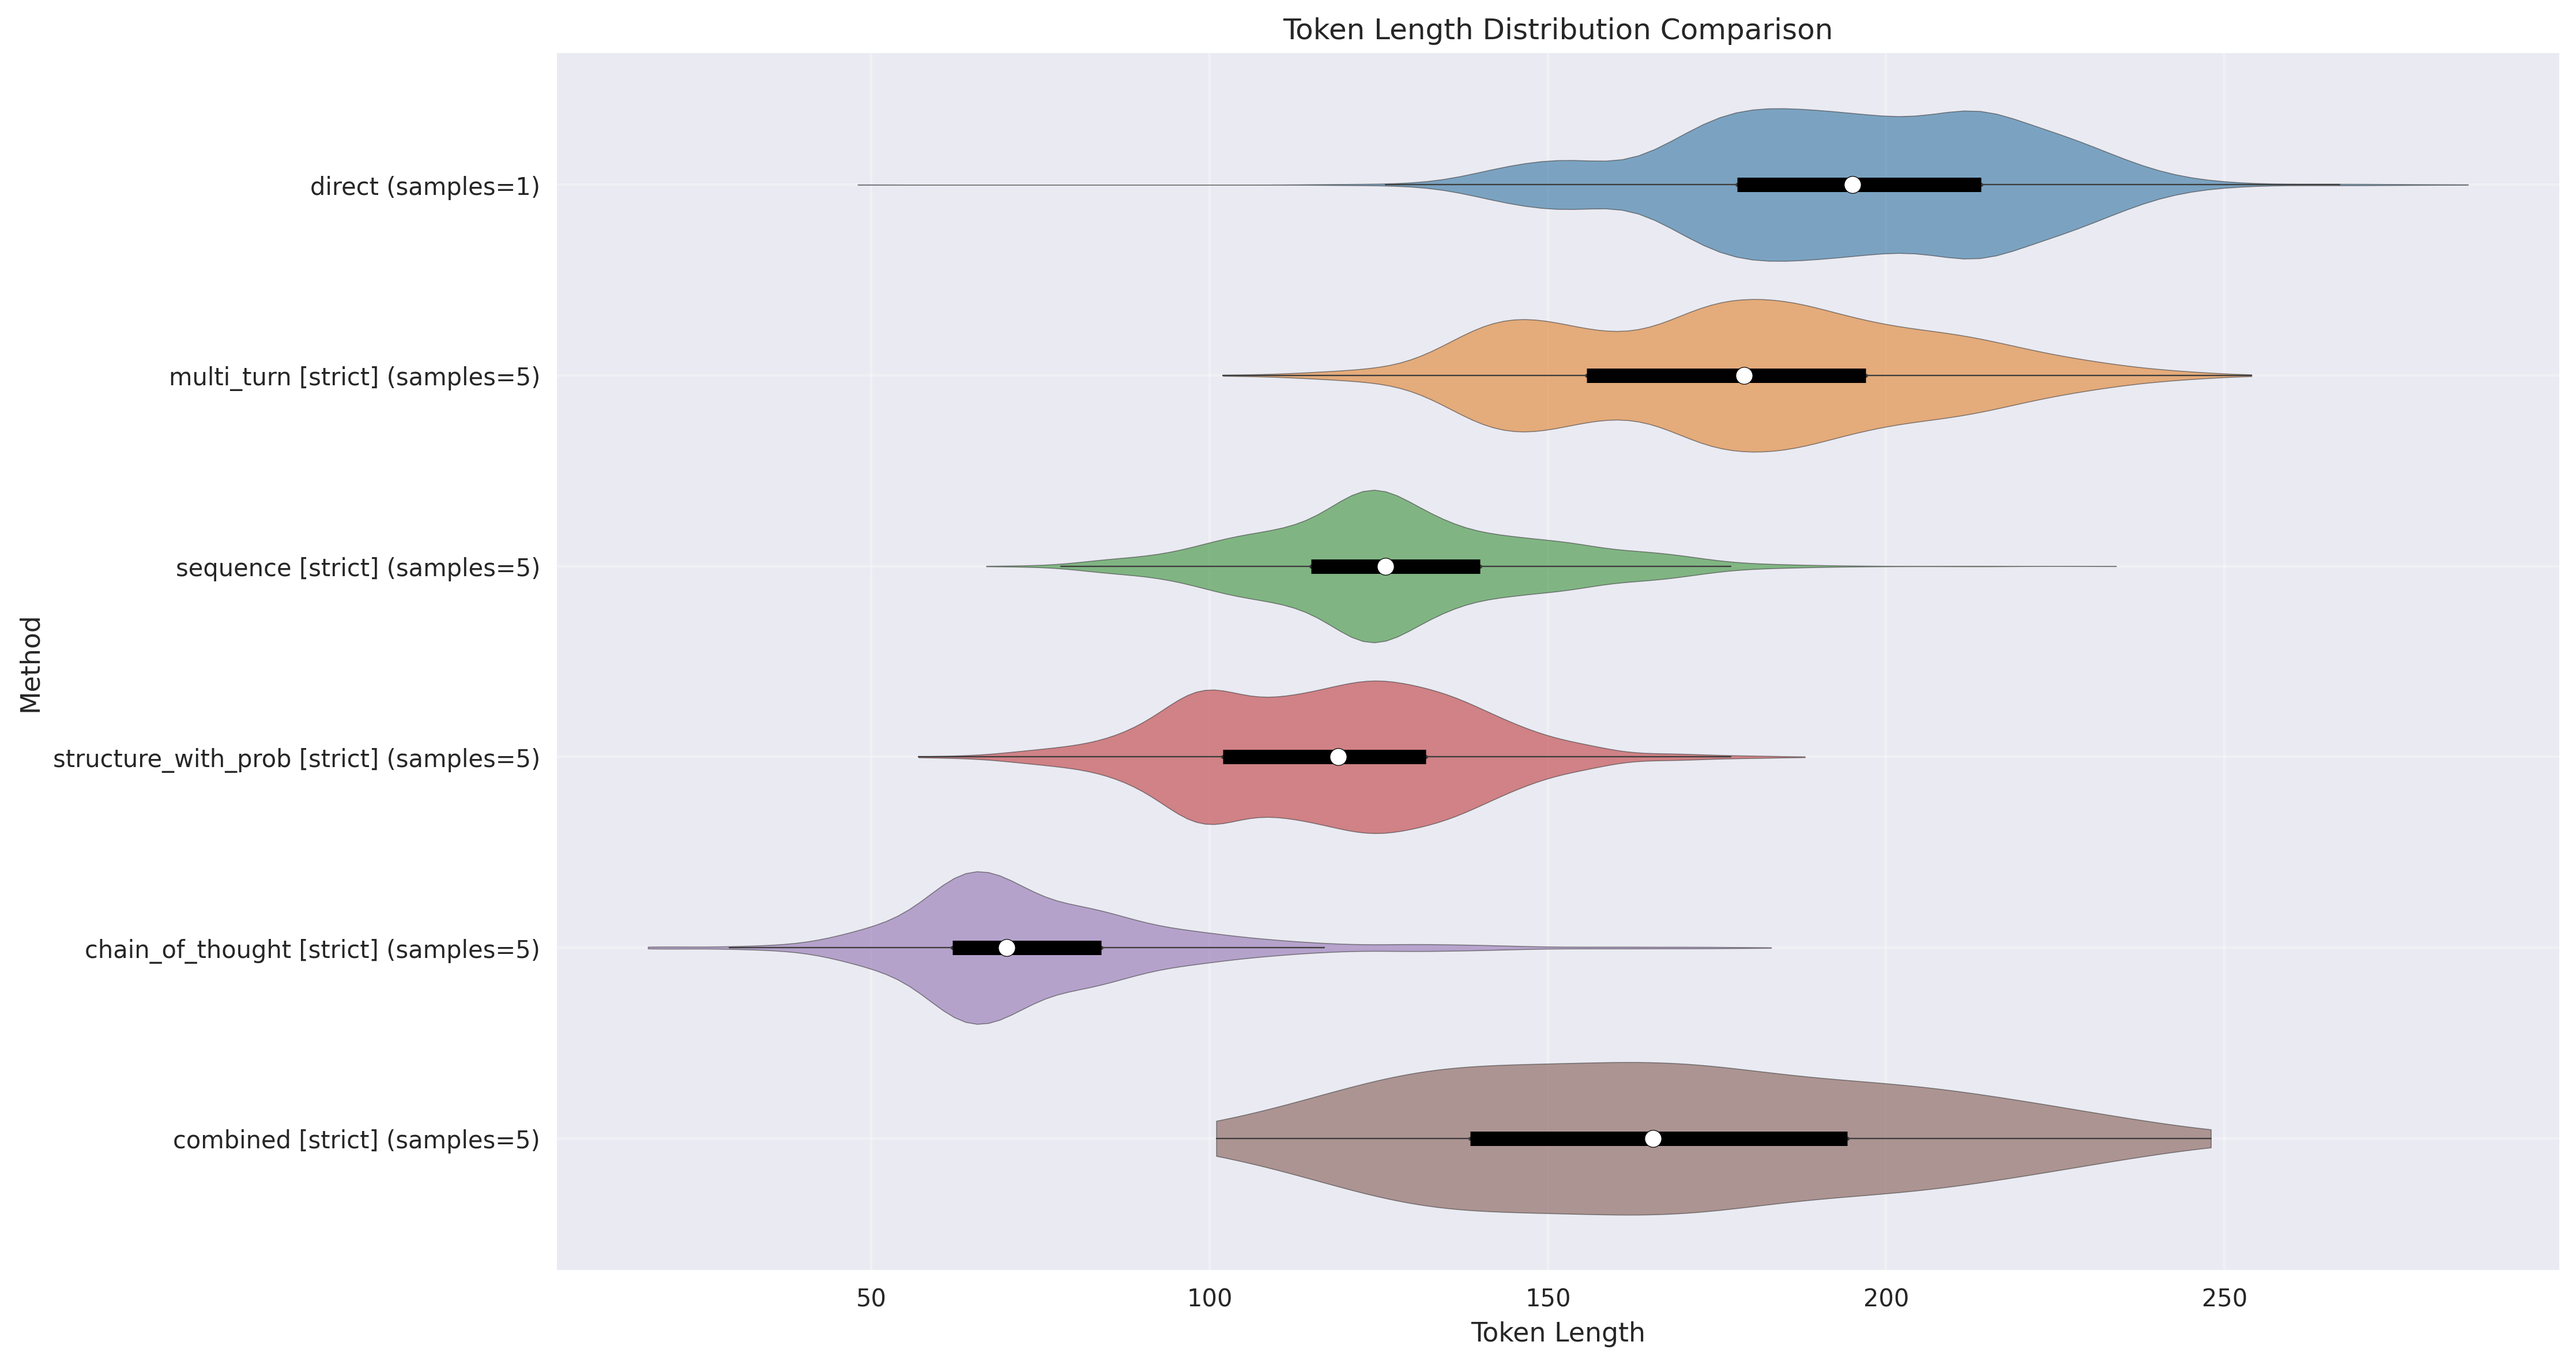 Token Length Distribution Comparison
Method
direct (samples=1)
multi_turn [strict] (samples=5)
sequence [strict] (samples=5)
structure_with_prob [strict] (samples=5)
chain_of_thought [strict] (samples=5)
combined [strict] (samples=5)
50 100 150 200 250
Token Length